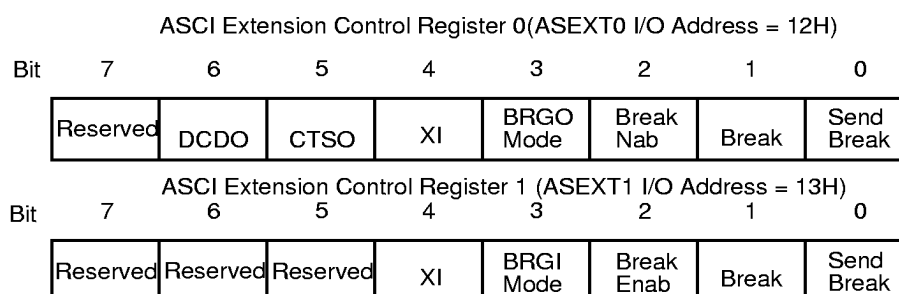 ASCI Extension Control Register 0(ASEXT0 I/O Address = 12H)
Bit 7 6 5 4 3 2 1 0
Reserved DCDO CTSO XI BRGO Mode Break Nab Break Send Break
ASCI Extension Control Register 1 (ASEXT1 I/O Address = 13H)
Bit 7 6 5 4 3 2 1 0
Reserved Reserved Reserved XI BRGI Mode Break Enab Break Send Break